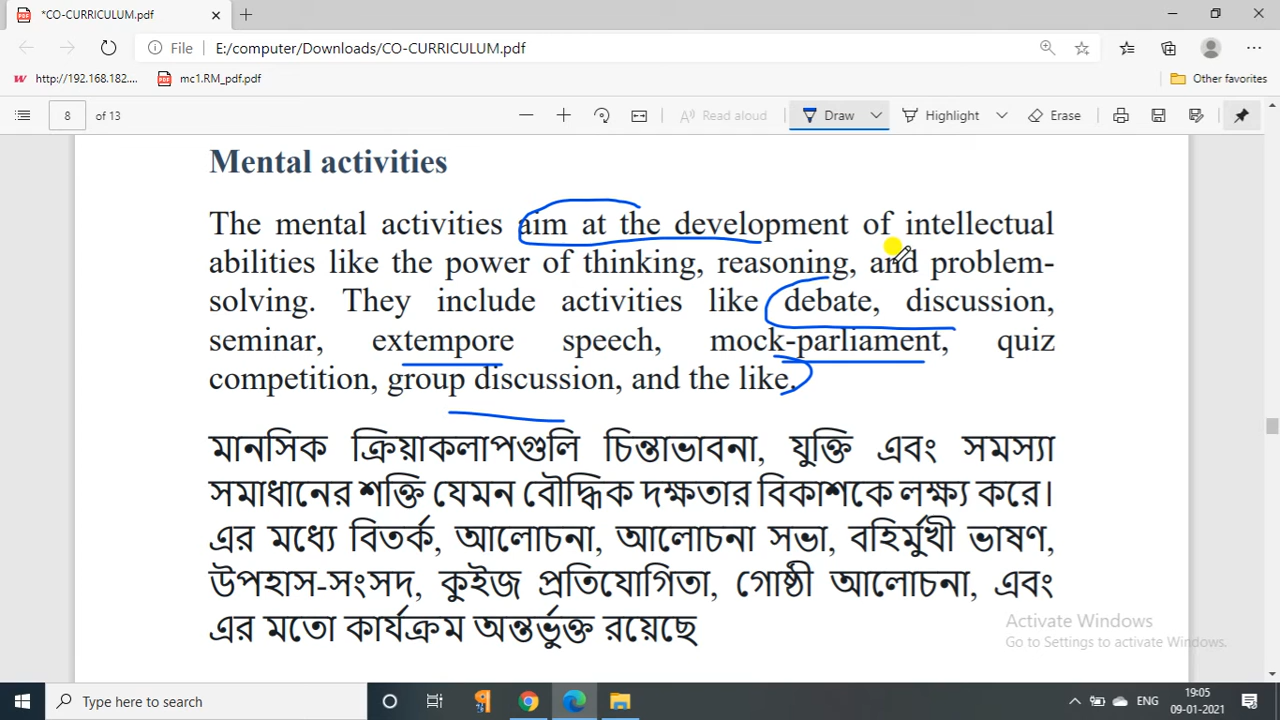 *CO-CURRICULUM.pdf
File E:/computer/Downloads/CO-CURRICULUM.pdf
http://192.168.182.... mc1.RM_pdf.pdf Other favorites
8 of 13 Read aloud Draw Highlight Erase
Mental activities
The mental activities aim at the development of intellectual
abilities like the power of thinking, reasoning, and problem-
solving. They include activities like debate, discussion,
seminar, extempore speech, mock-parliament, quiz
competition, group discussion, and the like.
মানসিক ক্রিয়াকলাপগুলি চিন্তাভাবনা, যুক্তি এবং সমস্যা
সমাধানের শক্তি যেমন বৌদ্ধিক দক্ষতার বিকাশকে লক্ষ্য করে।
এর মধ্যে বিতর্ক, আলোচনা, আলোচনা সভা, বহির্মুখী ভাষণ,
উপহাস-সংসদ, কুইজ প্রতিযোগিতা, গোষ্ঠী আলোচনা, এবং
এর মতো কার্যক্রম অন্তর্ভুক্ত রয়েছে
Activate Windows
Go to Settings to activate Windows.
Type here to search ENG 19:05
09-01-2021